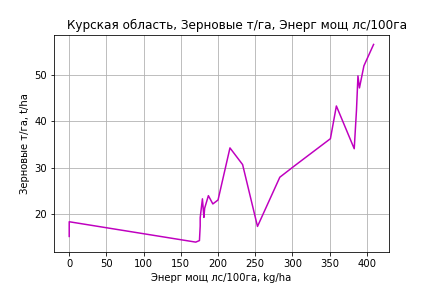 Курская область, Зерновые т/га, Энерг мощ лс/100га
Зерновые т/га, t/ha
50
40
30
20
0 50 100 150 200 250 300 350 400
Энерг мощ лс/100га, kg/ha